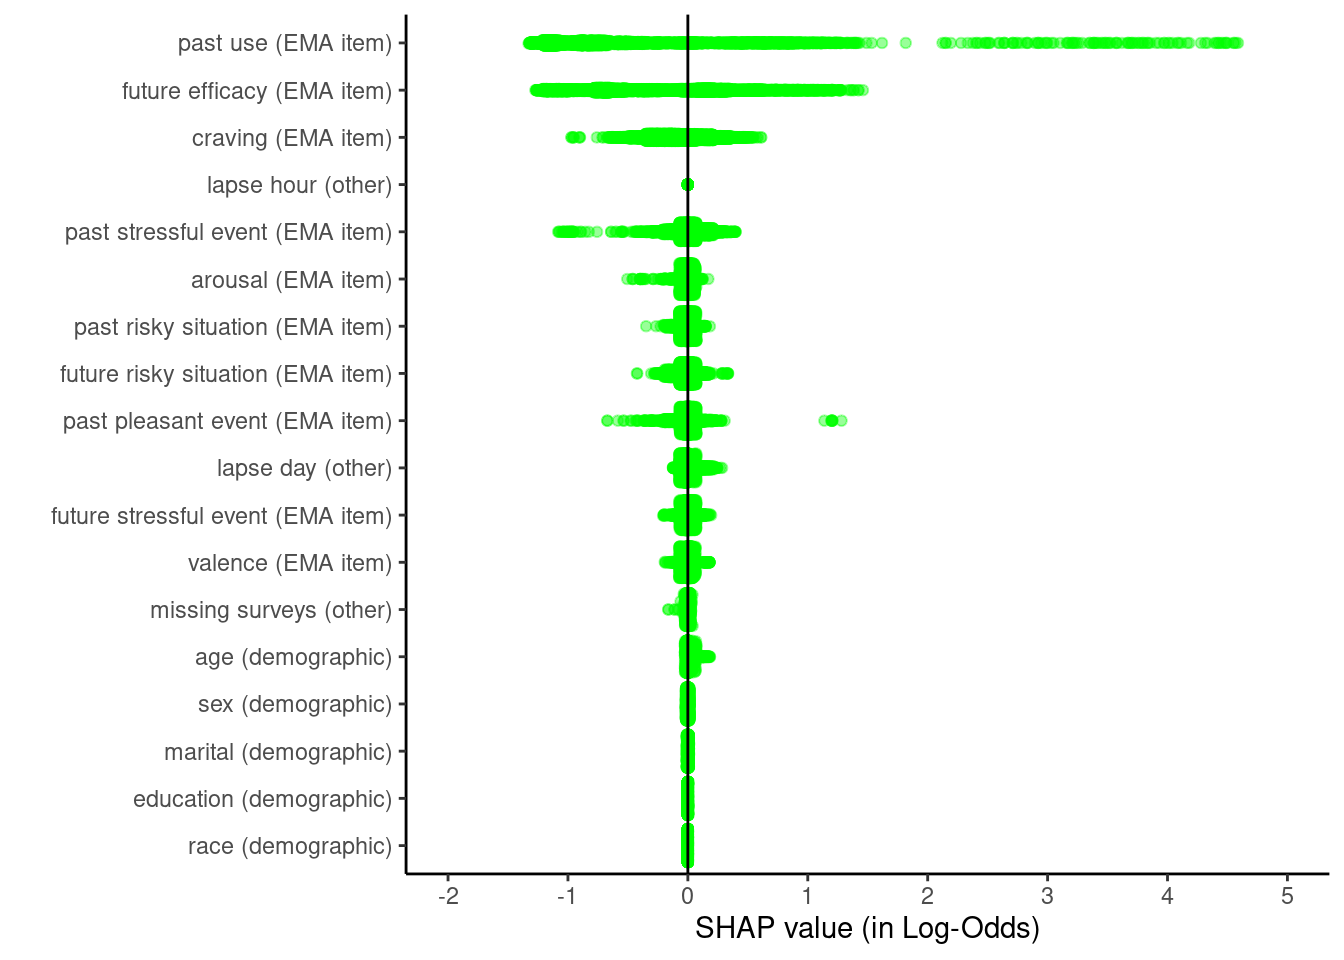 past use (EMA item)
future efficacy (EMA item)
craving (EMA item)
lapse hour (other)
past stressful event (EMA item)
arousal (EMA item)
past risky situation (EMA item)
future risky situation (EMA item)
past pleasant event (EMA item)
lapse day (other)
future stressful event (EMA item)
valence (EMA item)
missing surveys (other)
age (demographic)
sex (demographic)
marital (demographic)
education (demographic)
race (demographic)
-2 -1 0 1 2 3 4 5
SHAP value (in Log-Odds)